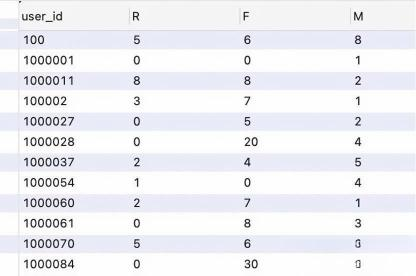 user_id R F M
100 5 6 8
1000001 0 0 1
1000011 8 8 2
100002 3 7 1
1000027 0 5 2
1000028 0 20 4
1000037 2 4 5
1000054 1 0 4
1000060 2 7 1
1000061 0 8 3
1000070 5 6
1000084 0 30